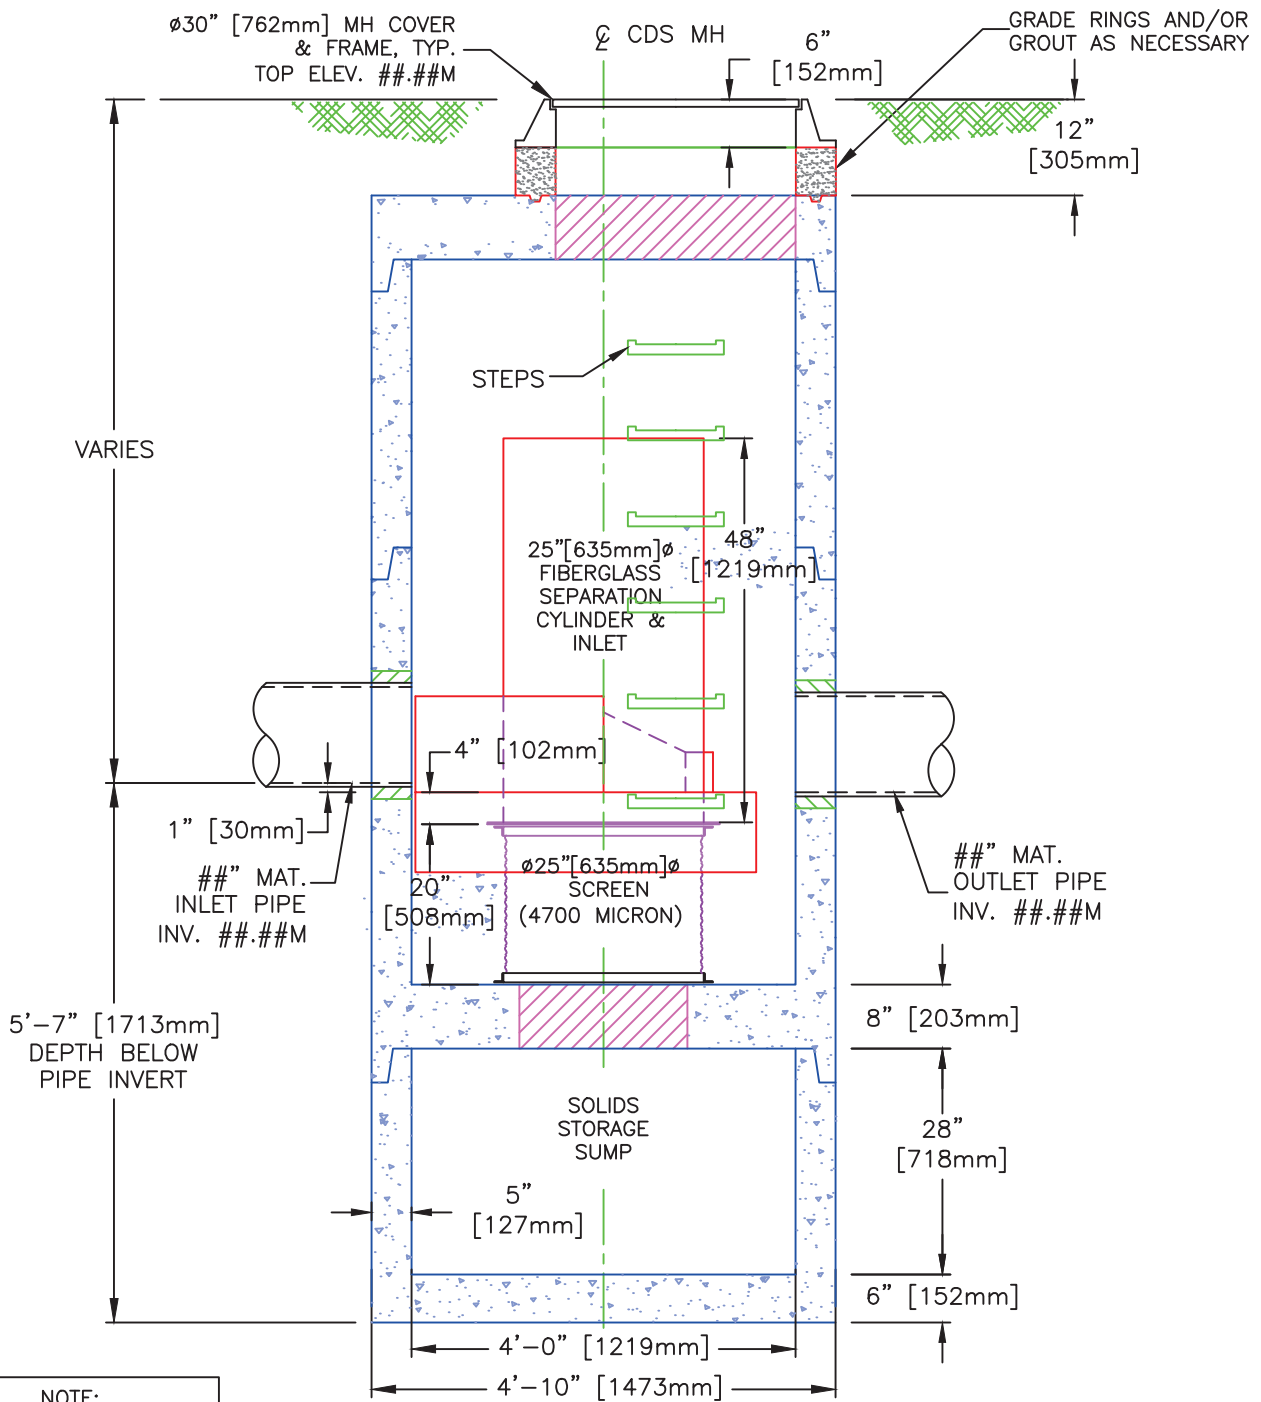 ø30” [762mm] MH COVER
& FRAME, TYP.
TOP ELEV. ##.##M
℄ CDS MH
6”
[152mm]
GRADE RINGS AND/OR
GROUT AS NECESSARY
12”
[305mm]
STEPS
VARIES
25”[635mm]ø
FIBERGLASS
SEPARATION
CYLINDER &
INLET
48”
[1219mm]
4” [102mm]
1” [30mm]
##” MAT.
INLET PIPE
INV. ##.##M
20”
[508mm]
ø25”[635mm]ø
SCREEN
(4700 MICRON)
##” MAT.
OUTLET PIPE
INV. ##.##M
5’-7” [1713mm]
DEPTH BELOW
PIPE INVERT
8” [203mm]
SOLIDS
STORAGE
SUMP
28”
[718mm]
5”
[127mm]
6” [152mm]
4’-0” [1219mm]
4’-10” [1473mm]
NOTE: